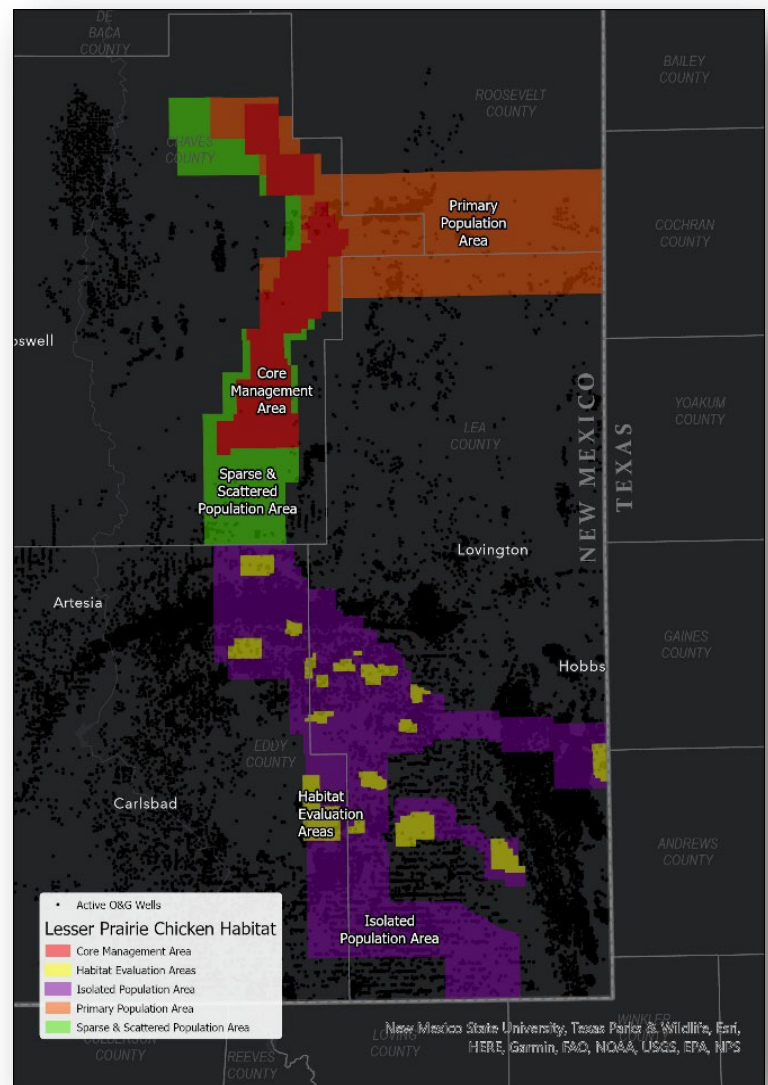 DE
BACA
COUNTY
BAILEY
COUNTY
ROOSEVELT
COUNTY
CHAVES
COUNTY
Primary
Population
Area
COCHRAN
COUNTY
oswell
Core
Management
Area
NEW MEXICO
TEXAS
YOAKUM
COUNTY
LEA
COUNTY
Sparse &
Scattered
Population Area
Lovington
Artesia
GAINES
COUNTY
Hobbs
EDDY
COUNTY
Carlsbad
Habitat
Evaluation
Areas
ANDREWS
COUNTY
Isolated
Population Area
Active O&G Wells
Lesser Prairie Chicken Habitat
Core Management Area
Habitat Evaluation Areas
Isolated Population Area
Primary Population Area
Sparse & Scattered Population Area
New Mexico State University, Texas Parks & Wildlife, Esri,
HERE, Garmin, FAO, NOAA, USGS, EPA, NPS
WINKLER
LOVING
COUNTY
COUNTY
REEVES
COUNTY